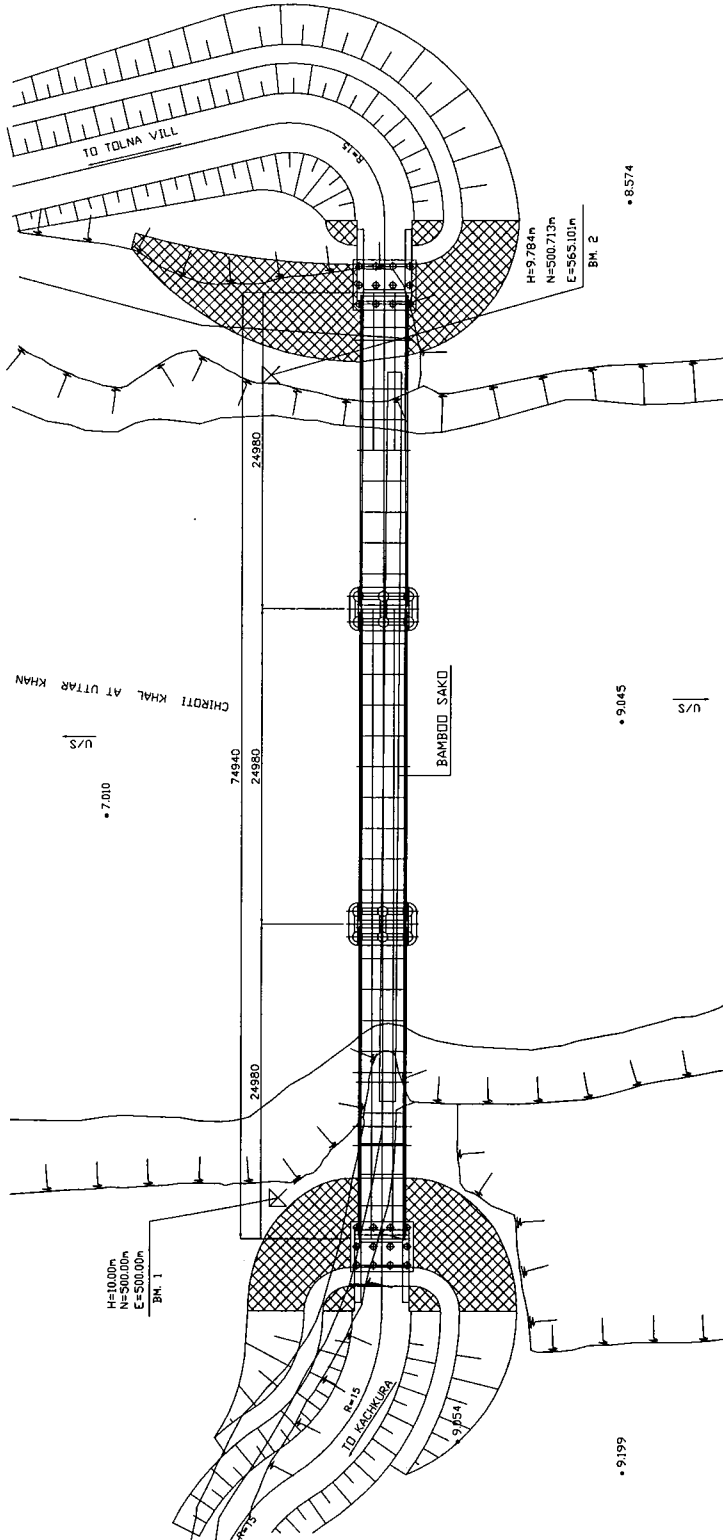 TO TOLNA VILL
R=15
8.574
H=9.784m
N=500.713m
E=565.101m
BM. 2
24980
CHIROTI KHAL AT UTTAR KHAN
U/S
7.010
74940
24980
BAMBOO SAKO
9.045
U/S
24980
H=10.00m
N=500.00m
E=500.00m
BM. 1
R=15
TO KACHKURA
9.054
R=15
9.199